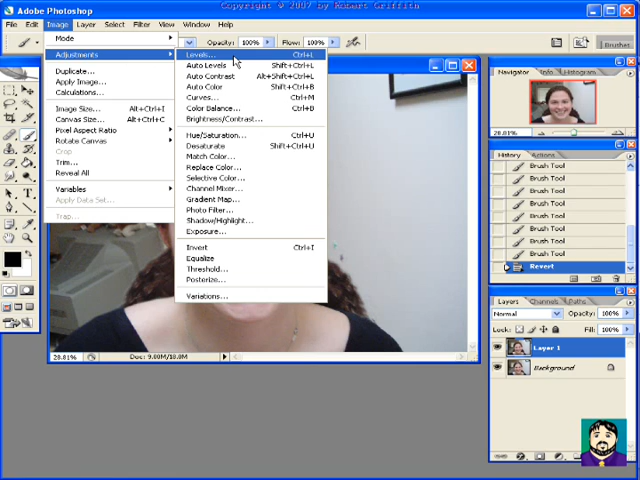 Copyright © 2007 by Robert Griffith
Adobe Photoshop
File Edit Image Layer Select Filter View Window Help
Opacity: 100% Flow: 100% Brushes
Mode
Adjustments
Duplicate...
Apply Image...
Calculations...
Image Size... Alt+Ctrl+I
Canvas Size... Alt+Ctrl+C
Pixel Aspect Ratio
Rotate Canvas
Crop
Trim...
Reveal All
Variables
Apply Data Set...
Trap...
Levels... Ctrl+L
Auto Levels Shift+Ctrl+L
Auto Contrast Alt+Shift+Ctrl+L
Auto Color Shift+Ctrl+B
Curves... Ctrl+M
Color Balance... Ctrl+B
Brightness/Contrast...
Hue/Saturation... Ctrl+U
Desaturate Shift+Ctrl+U
Match Color...
Replace Color...
Selective Color...
Channel Mixer...
Gradient Map...
Photo Filter...
Shadow/Highlight...
Exposure...
Invert Ctrl+I
Equalize
Threshold...
Posterize...
Variations...
28.81% Doc: 9.00M/18.0M
Navigator Info Histogram
28.81%
History Actions
Brush Tool
Brush Tool
Brush Tool
Brush Tool
Brush Tool
Brush Tool
Brush Tool
Brush Tool
Revert
Layers Channels Paths
Normal Opacity: 100%
Lock: Fill: 100%
Layer 1
Background